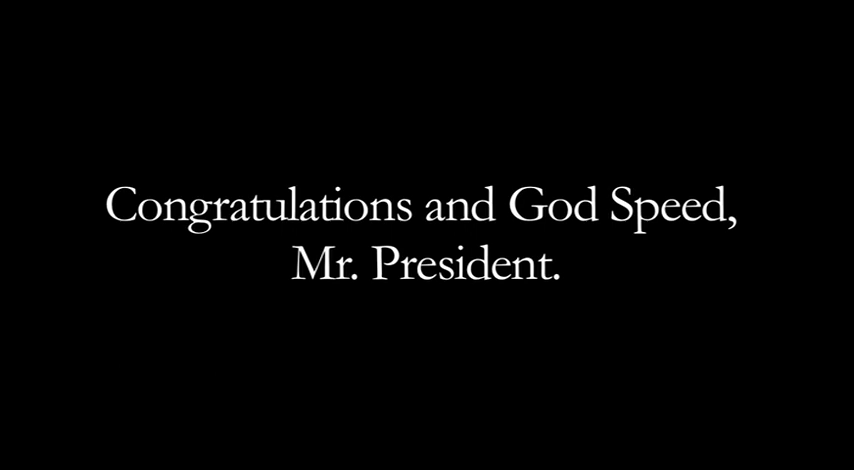 Congratulations and God Speed,
Mr. President.